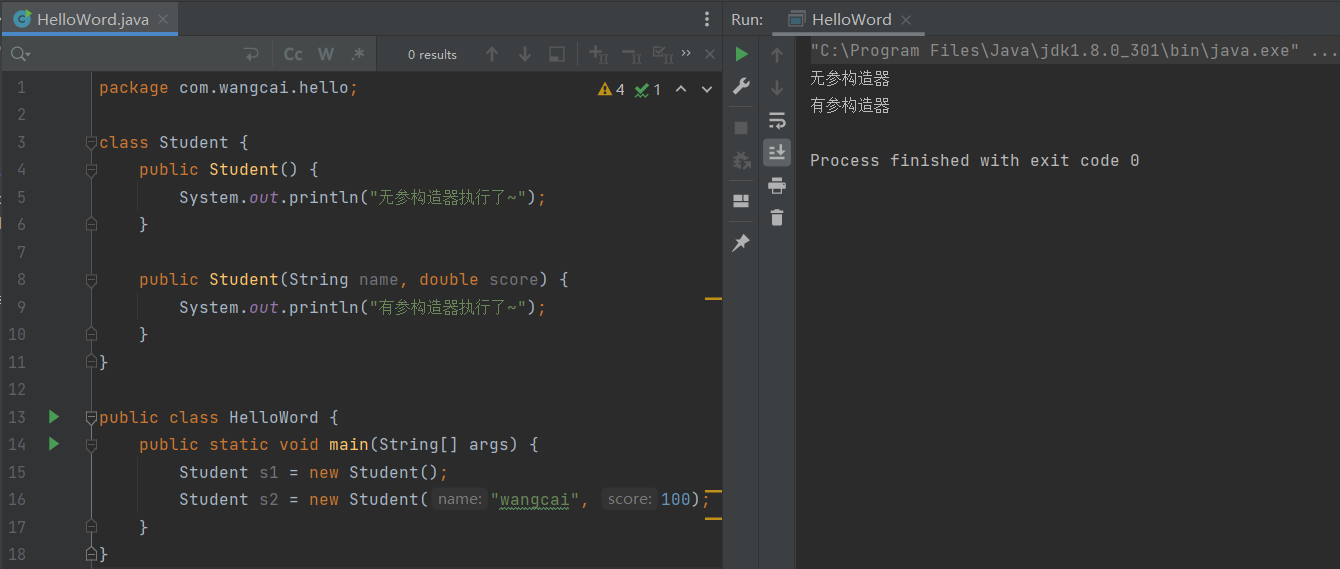 HelloWord.java
Run: HelloWord
Cc W .* 0 results
4 1
1 package com.wangcai.hello;
2
3 class Student {
4 public Student() {
5 System.out.println("无参构造器执行了~");
6 }
7
8 public Student(String name, double score) {
9 System.out.println("有参构造器执行了~");
10 }
11 }
12
13 public class HelloWord {
14 public static void main(String[] args) {
15 Student s1 = new Student();
16 Student s2 = new Student( name: "wangcai", score: 100);
17 }
18 }
"C:\Program Files\Java\jdk1.8.0_301\bin\java.exe" ...
无参构造器
有参构造器
Process finished with exit code 0